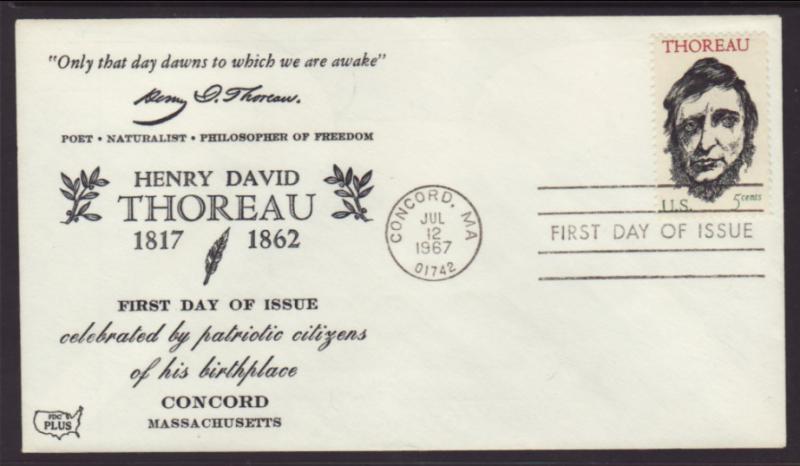 "Only that day dawns to which we are awake"
Henry D. Thoreau.
POET • NATURALIST • PHILOSOPHER OF FREEDOM
HENRY DAVID
THOREAU
1817 1862
FIRST DAY OF ISSUE
celebrated by patriotic citizens
of his birthplace
CONCORD
MASSACHUSETTS
FDC
PLUS
CONCORD, MA
JUL
12
1967
01742
THOREAU
U.S. 5 cents
FIRST DAY OF ISSUE